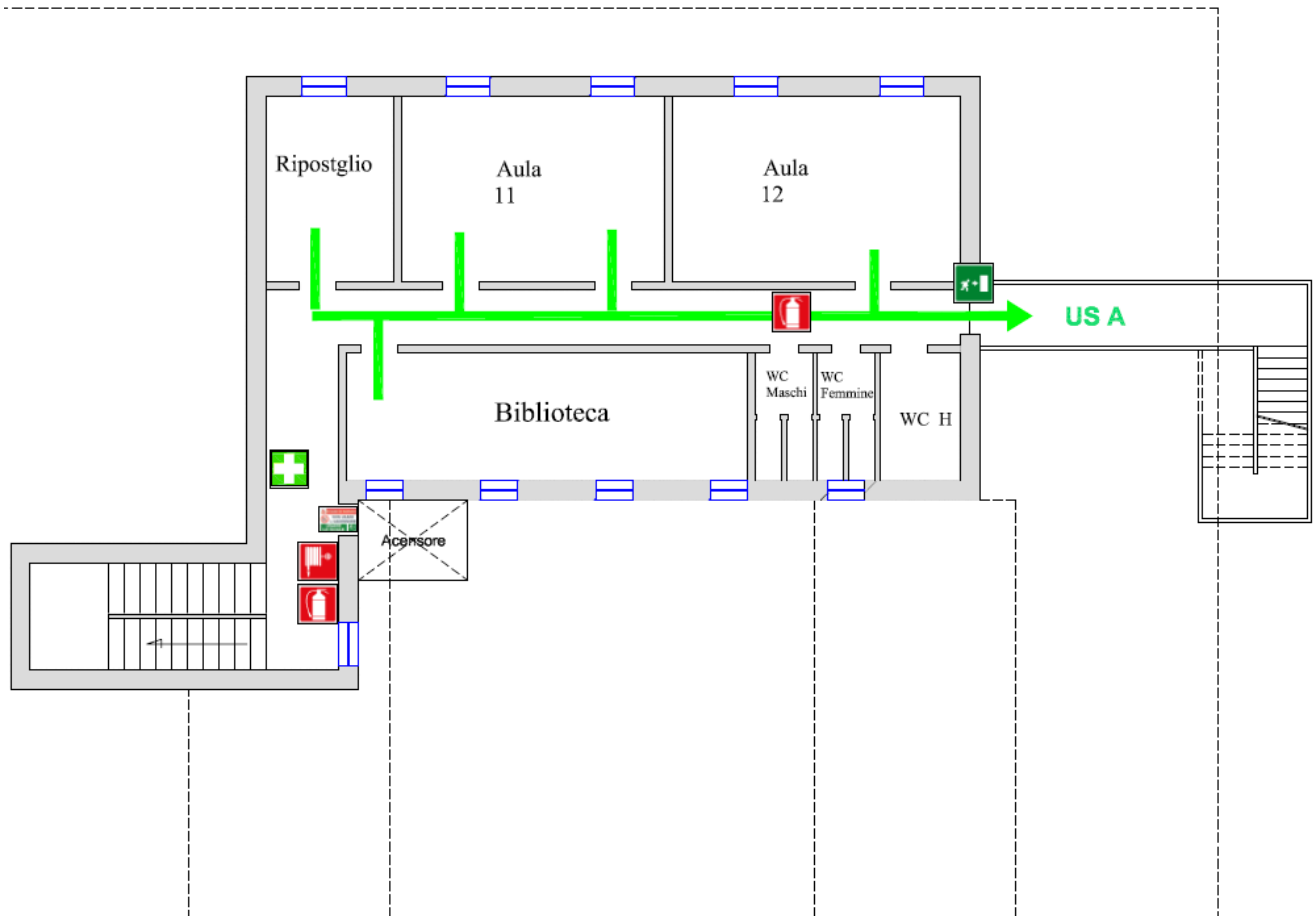 Ripostglio
Aula
11
Aula
12
US A
WC
Maschi
WC
Femmine
WC H
Biblioteca
Acensore